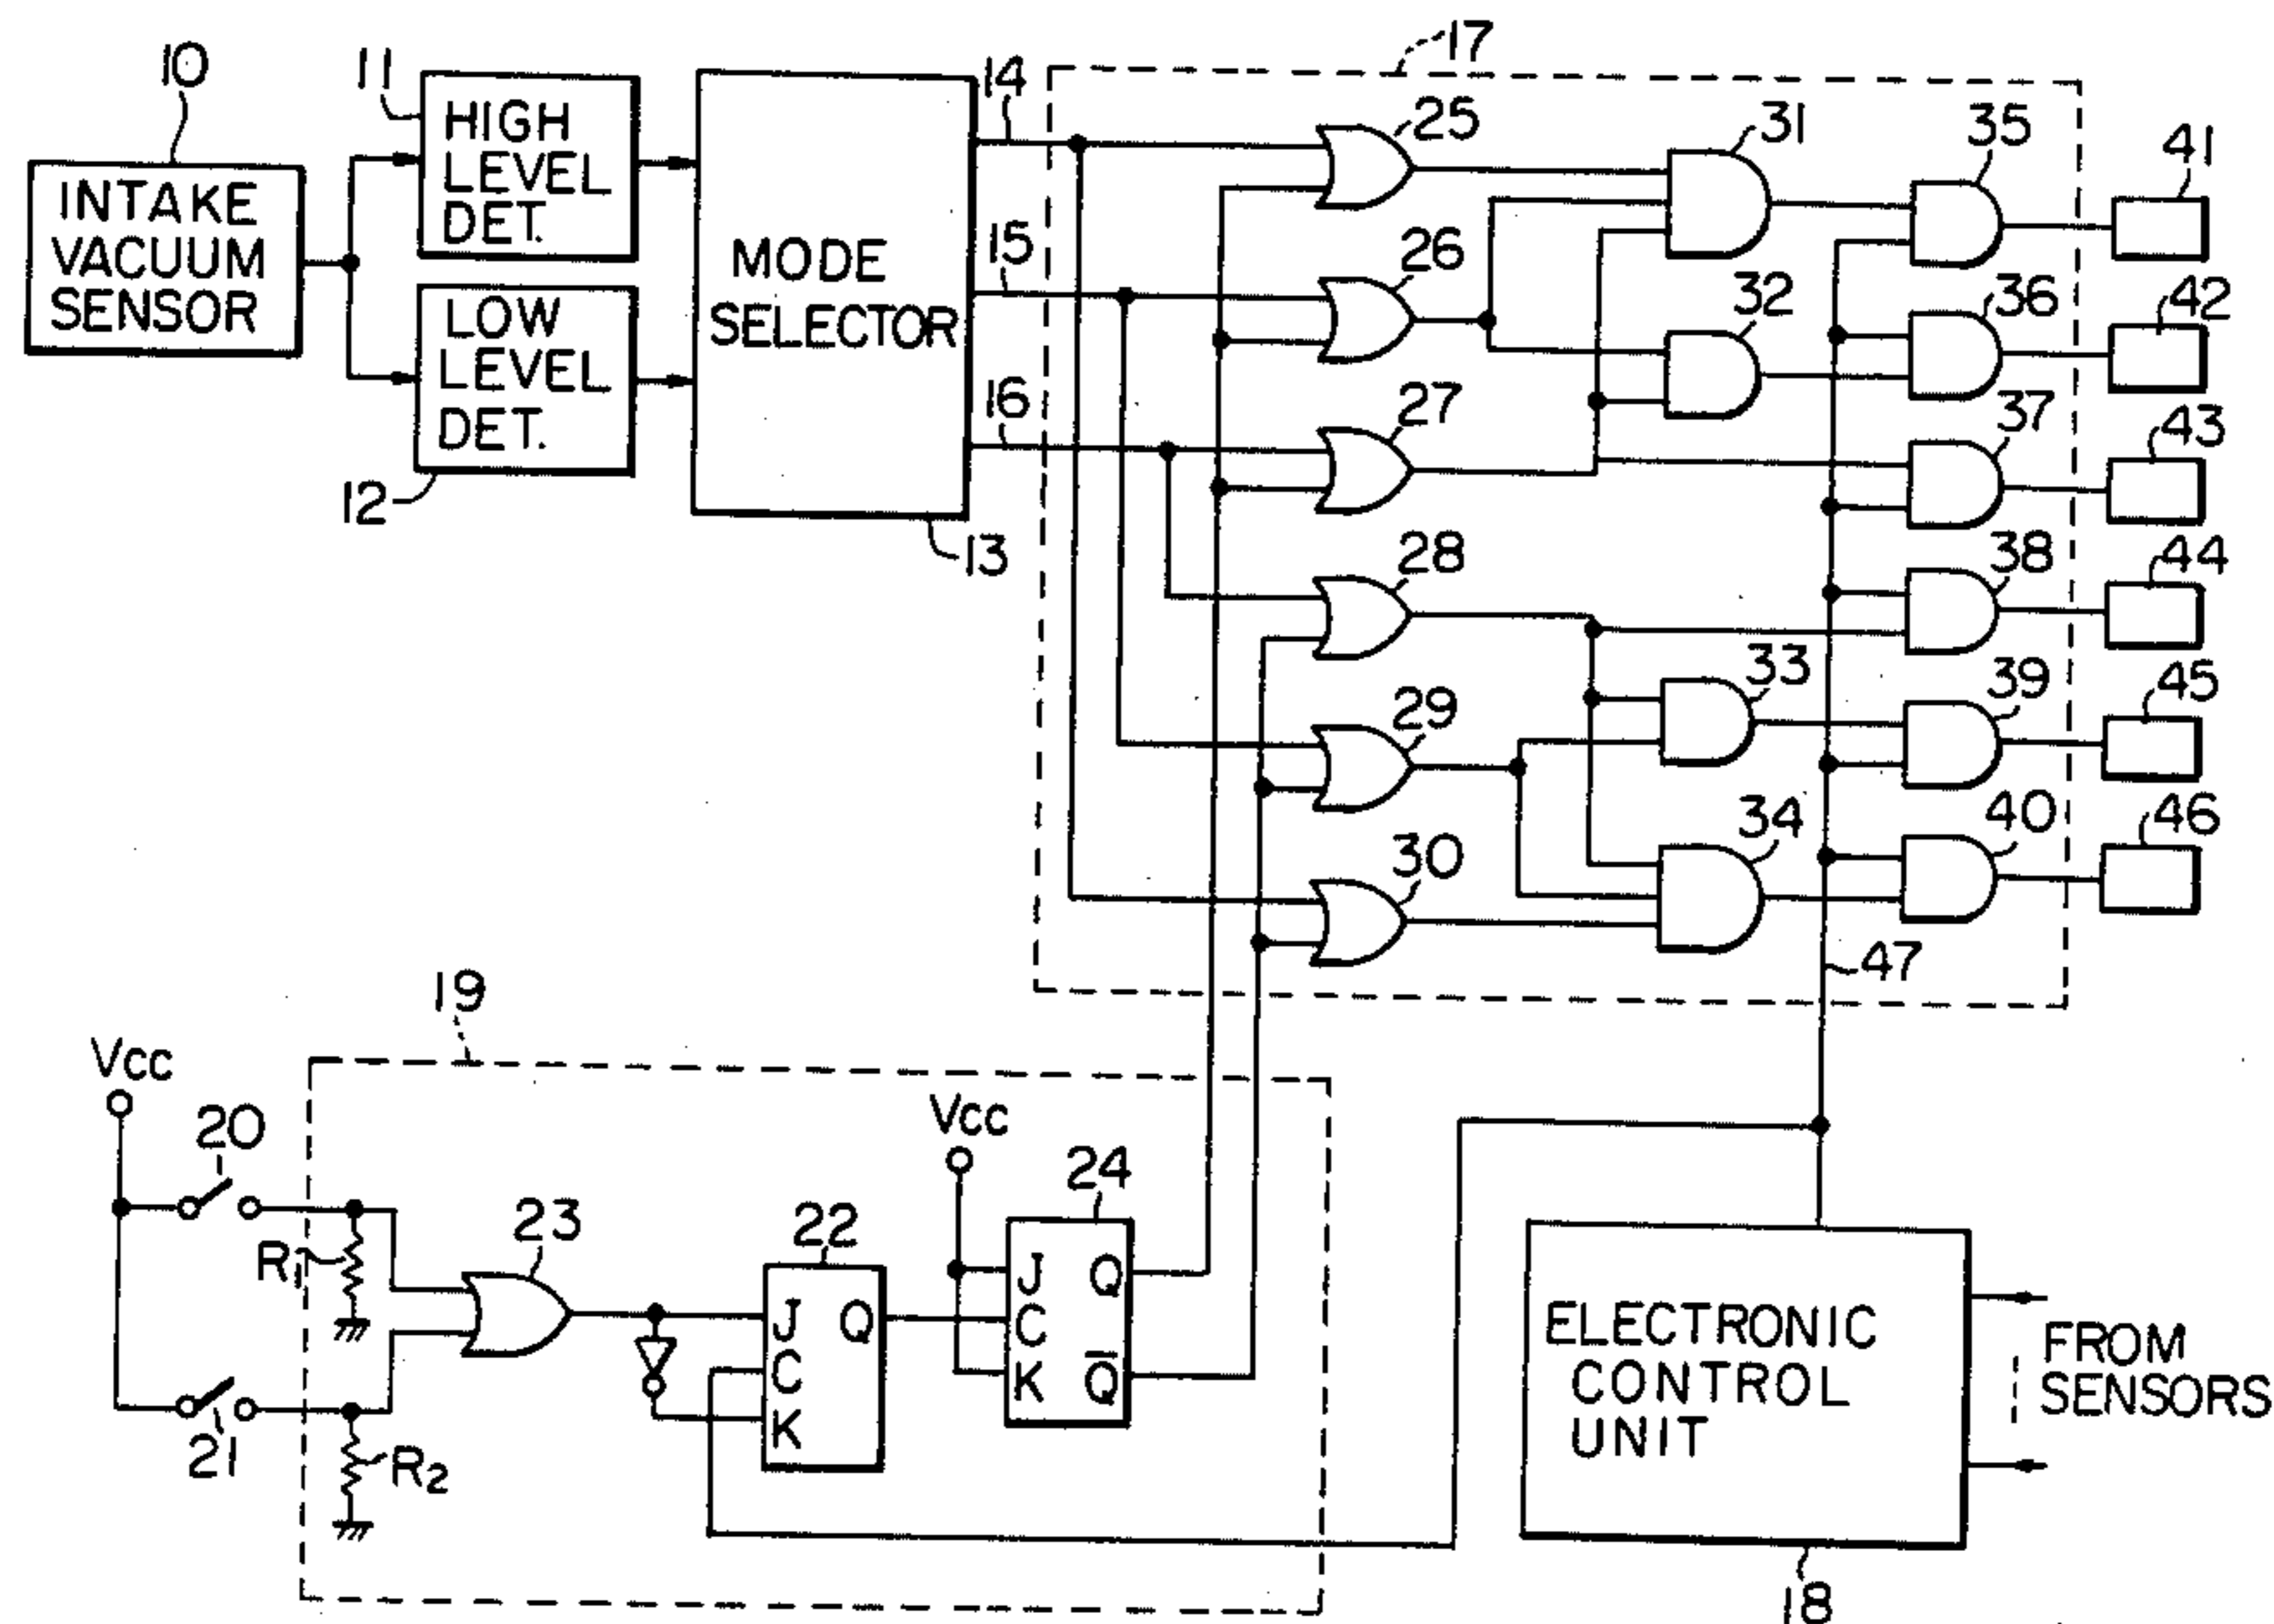 17
10
11
14
25
31
35
41
HIGH
LEVEL
DET.
INTAKE
VACUUM
SENSOR
MODE
SELECTOR
15
26
32
36
42
LOW
LEVEL
DET.
16
27
37
43
12
13
28
38
44
33
39
45
29
34
40
46
30
47
19
Vcc
20
Vcc
24
R1
23
22
J Q
C
K
J Q
C
K Q̅
21
R2
ELECTRONIC
CONTROL
UNIT
FROM
SENSORS
18